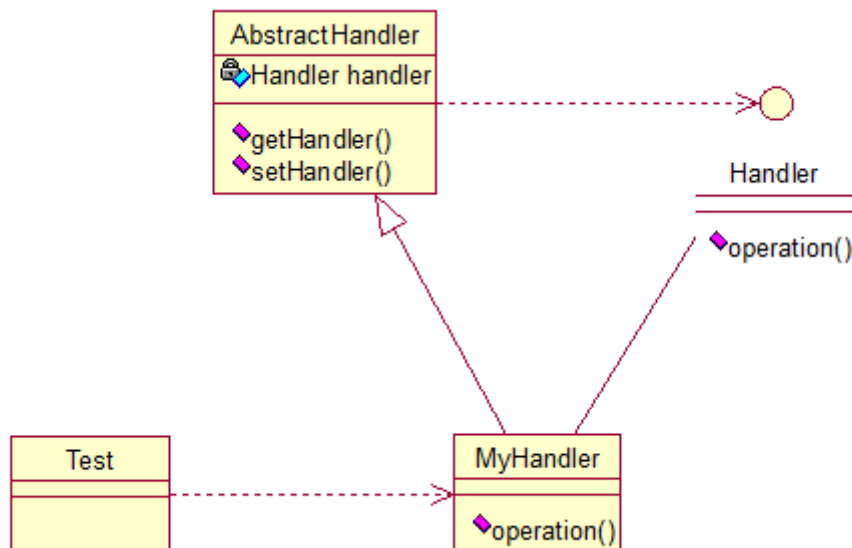 AbstractHandler
Handler handler
getHandler()
setHandler()
Handler
operation()
Test
MyHandler
operation()